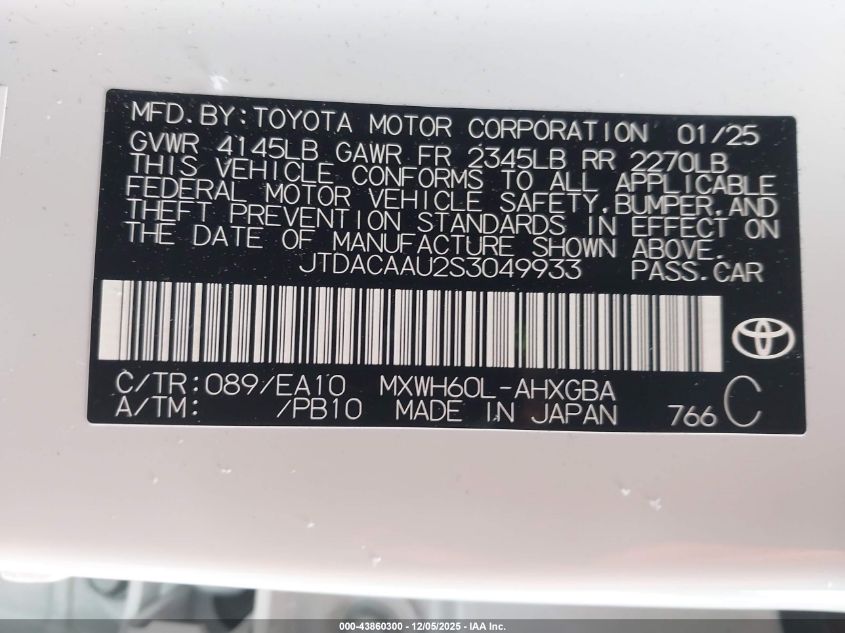 MFD.BY:TOYOTA MOTOR CORPORATION 01/25
GVWR 4145LB GAWR FR 2345LB RR 2270LB
THIS VEHICLE CONFORMS TO ALL APPLICABLE
FEDERAL MOTOR VEHICLE SAFETY,BUMPER,AND
THEFT PREVENTION STANDARDS IN EFFECT ON
THE DATE OF MANUFACTURE SHOWN ABOVE.
JTDACAAU2S3049933 PASS.CAR
C/TR:089/EA10 MXWH60L-AHXGBA
A/TM: /PB10 MADE IN JAPAN 766 C
000-43860300 - 12/05/2025 - IAA Inc.